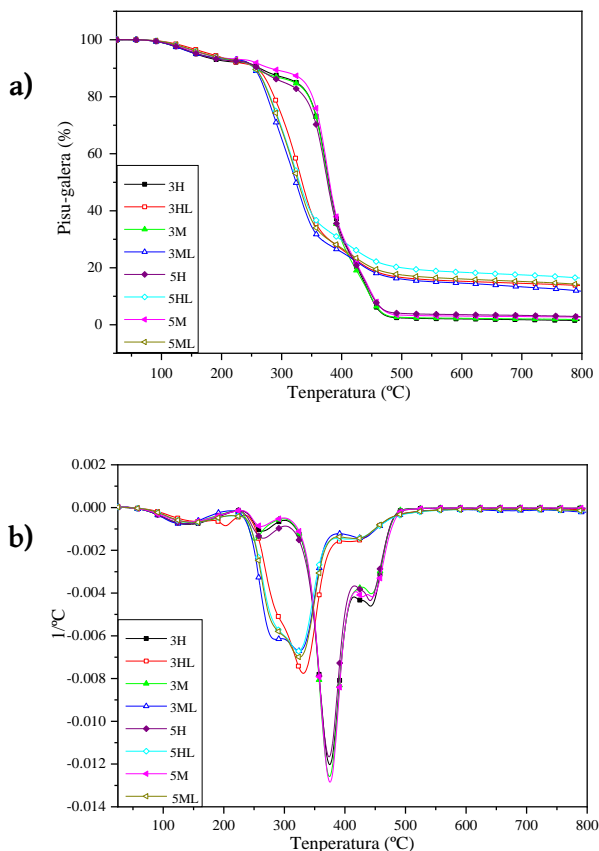 a)
Pisu-galera (%)
100
80
60
40
20
0
3H
3HL
3M
3ML
5H
5HL
5M
5ML
100 200 300 400 500 600 700 800
Tenperatura (ºC)
b)
1/ºC
0.002
0.000
-0.002
-0.004
-0.006
-0.008
-0.010
-0.012
-0.014
3H
3HL
3M
3ML
5H
5HL
5M
5ML
100 200 300 400 500 600 700 800
Tenperatura (ºC)